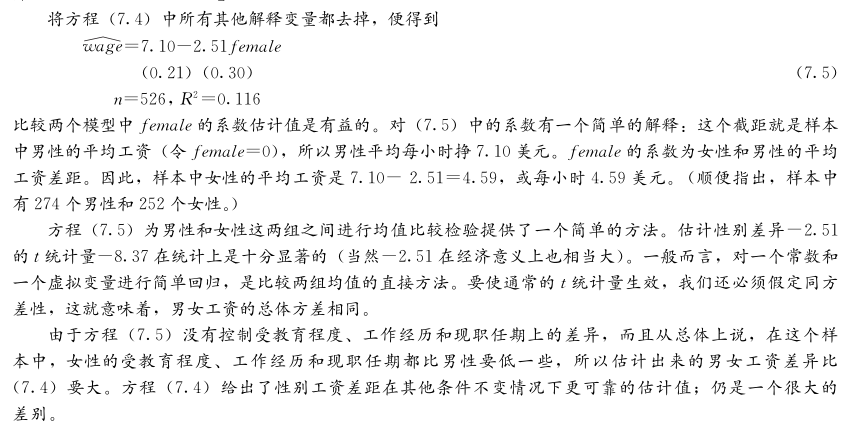 将方程（7.4）中所有其他解释变量都去掉，便得到
wage^=7.10−2.51female
(0.21) (0.30) (7.5)
n=526, R²=0.116
比较两个模型中 female 的系数估计值是有益的。对（7.5）中的系数有一个简单的解释：这个截距就是样本
中男性的平均工资（令 female=0），所以男性平均每小时挣 7.10 美元。female 的系数为女性和男性的平均
工资差距。因此，样本中女性的平均工资是 7.10− 2.51=4.59，或每小时 4.59 美元。（顺便指出，样本中
有 274 个男性和 252 个女性。）
方程（7.5）为男性和女性这两组之间进行均值比较检验提供了一个简单的方法。估计性别差异−2.51
的 t 统计量−8.37 在统计上是十分显著的（当然−2.51 在经济意义上也相当大）。一般而言，对一个常数和
一个虚拟变量进行简单回归，是比较两组均值的直接方法。要使通常的 t 统计量生效，我们还必须假定同方
差性，这就意味着，男女工资的总体方差相同。
由于方程（7.5）没有控制受教育程度、工作经历和现职任期上的差异，而且从总体上说，在这个样
本中，女性的受教育程度、工作经历和现职任期都比男性要低一些，所以估计出来的男女工资差异比
（7.4）要大。方程（7.4）给出了性别工资差距在其他条件不变情况下更可靠的估计值；仍是一个很大的
差别。